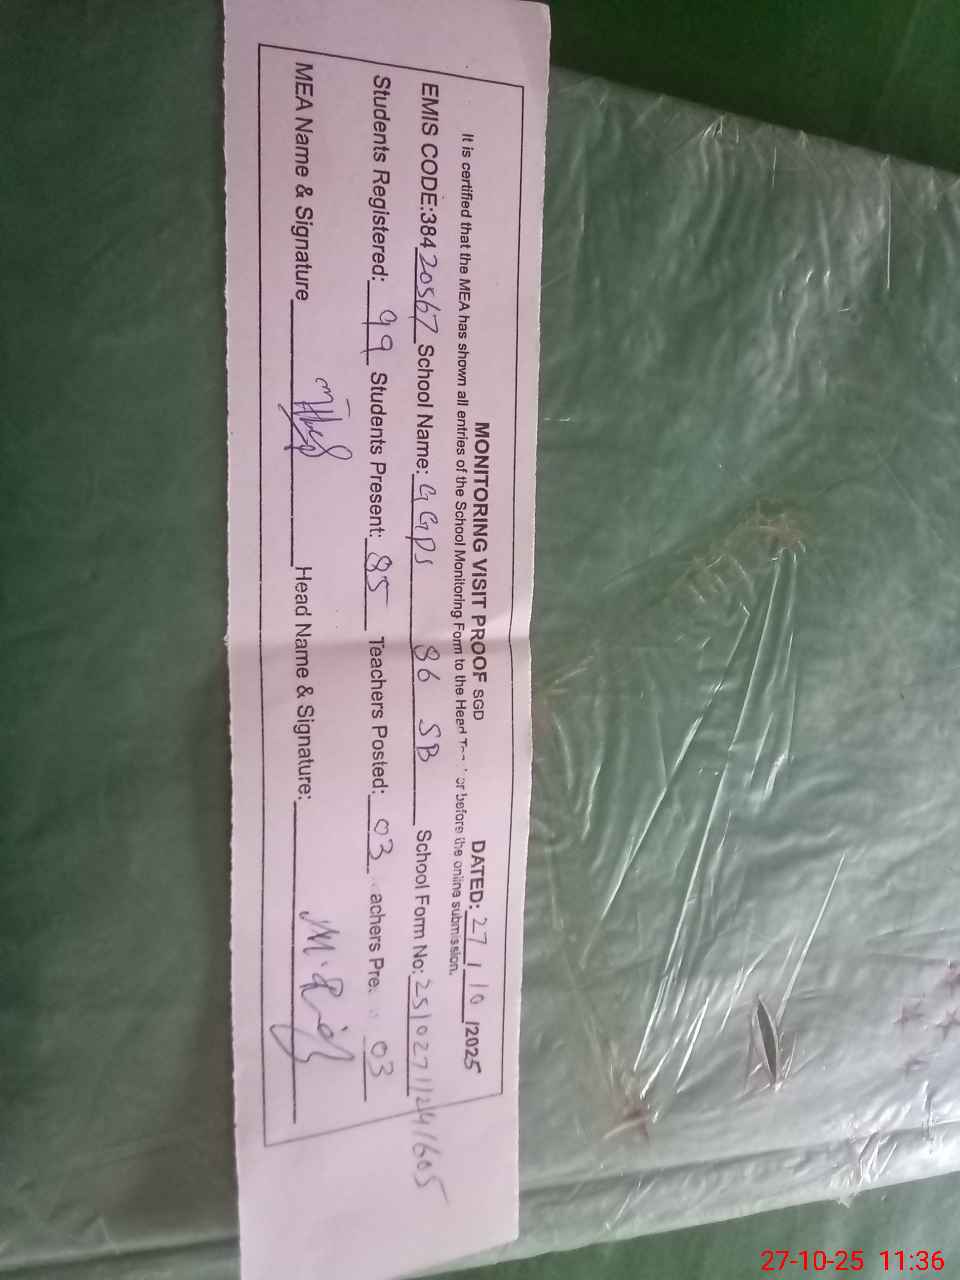 MONITORING VISIT PROOF SGD DATED: 27/10/2025
It is certified that the MEA has shown all entries of the School Monitoring Form to the Head or before the online submission.
EMIS CODE:38420567 School Name: GGPS 86 SB School Form No: 25102711241605
Students Registered: 99 Students Present: 85 Teachers Posted: 03 achers Pre 03
MEA Name & Signature Head Name & Signature:
27-10-25 11:36